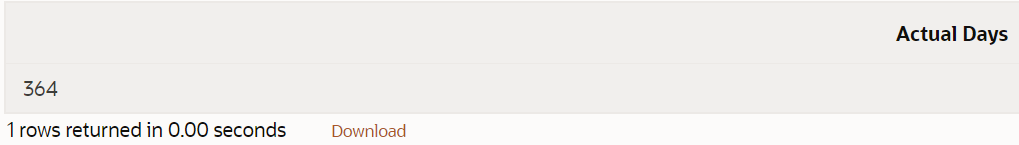 Actual Days
364
1 rows returned in 0.00 seconds Download